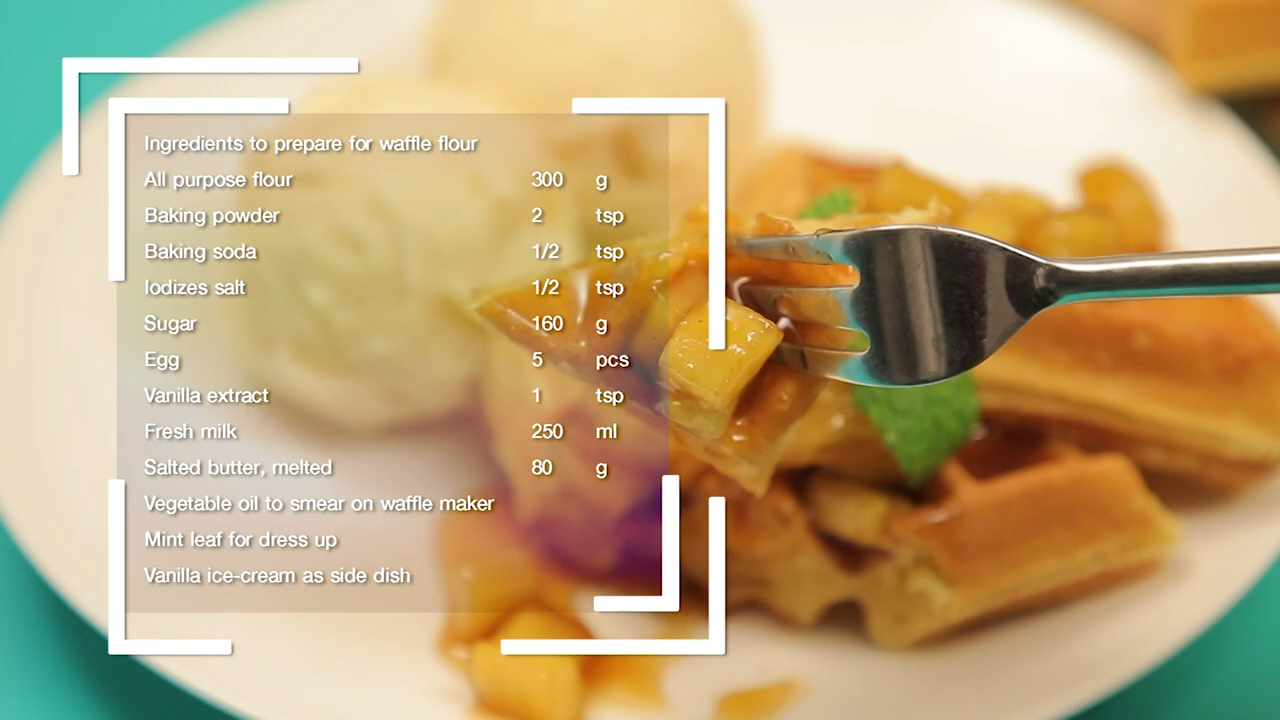 Ingredients to prepare for waffle flour
All purpose flour 300 g
Baking powder 2 tsp
Baking soda 1/2 tsp
Iodizes salt 1/2 tsp
Sugar 160 g
Egg 5 pcs
Vanilla extract 1 tsp
Fresh milk 250 ml
Salted butter, melted 80 g
Vegetable oil to smear on waffle maker
Mint leaf for dress up
Vanilla ice-cream as side dish